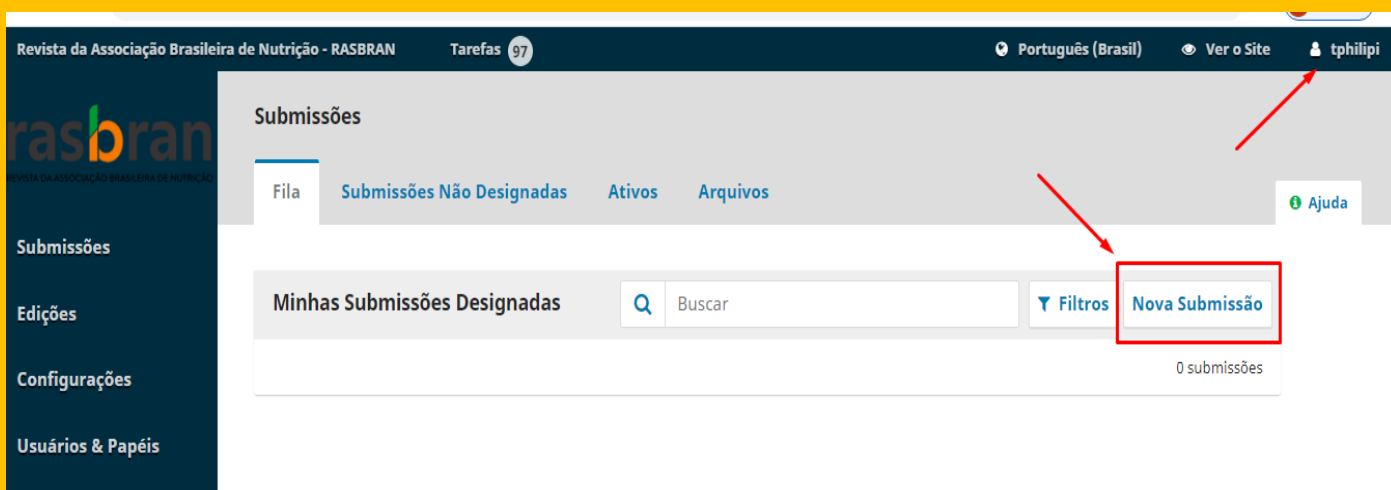 Revista da Associação Brasileira de Nutrição - RASBRAN Tarefas 97 Português (Brasil) Ver o Site tphilipi
rasbran
REVISTA DA ASSOCIAÇÃO BRASILEIRA DE NUTRIÇÃO
Submissões
Fila Submissões Não Designadas Ativos Arquivos
Ajuda
Submissões
Edições
Configurações
Usuários & Papéis
Minhas Submissões Designadas Buscar Filtros Nova Submissão
0 submissões